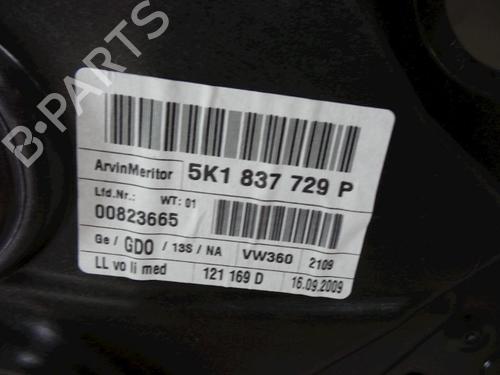 B-PARTS
ArvinMeritor 5K1 837 729 P
Lfd.Nr.: WT: 01
00823665
Ge / GDO / 13S / NA VW360 2109
LL vo li med 121 169 D 16.09.2009